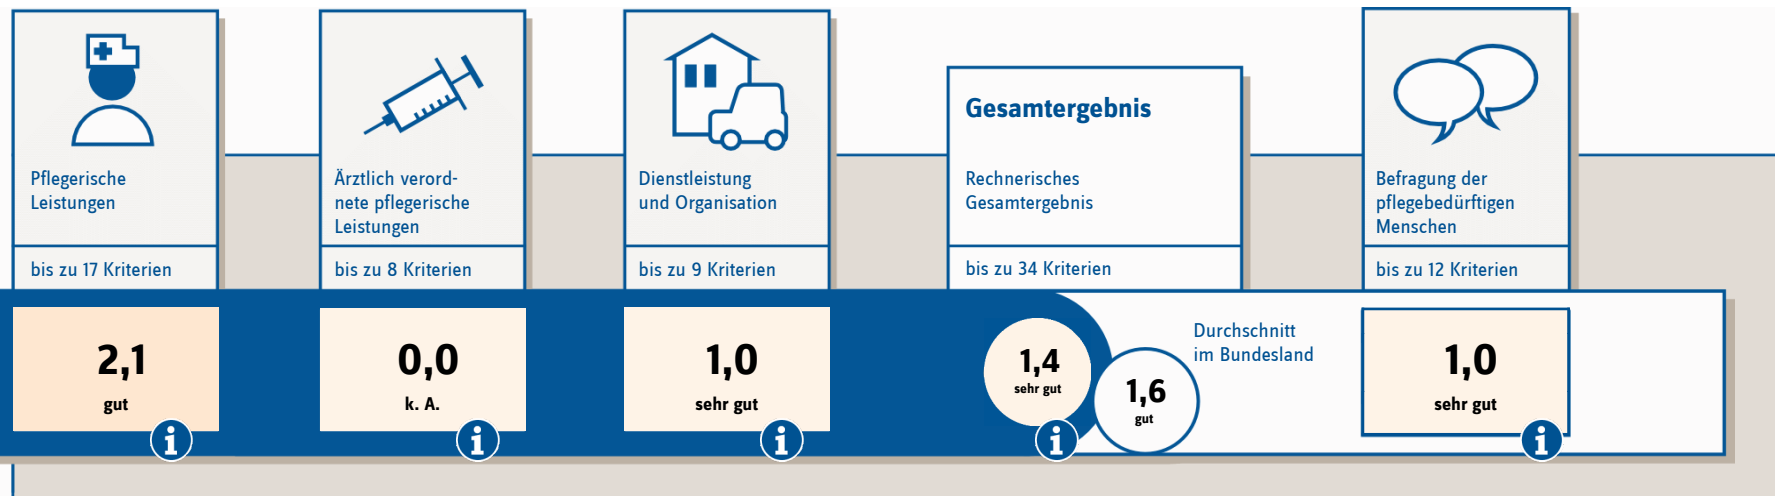 Pflegerische
Leistungen
bis zu 17 Kriterien
2,1
gut
i
Ärztlich verord-
nete pflegerische
Leistungen
bis zu 8 Kriterien
0,0
k. A.
i
Dienstleistung
und Organisation
bis zu 9 Kriterien
1,0
sehr gut
i
Gesamtergebnis
Rechnerisches
Gesamtergebnis
bis zu 34 Kriterien
1,4
sehr gut
i
1,6
gut
Durchschnitt
im Bundesland
Befragung der
pflegebedürftigen
Menschen
bis zu 12 Kriterien
1,0
sehr gut
i